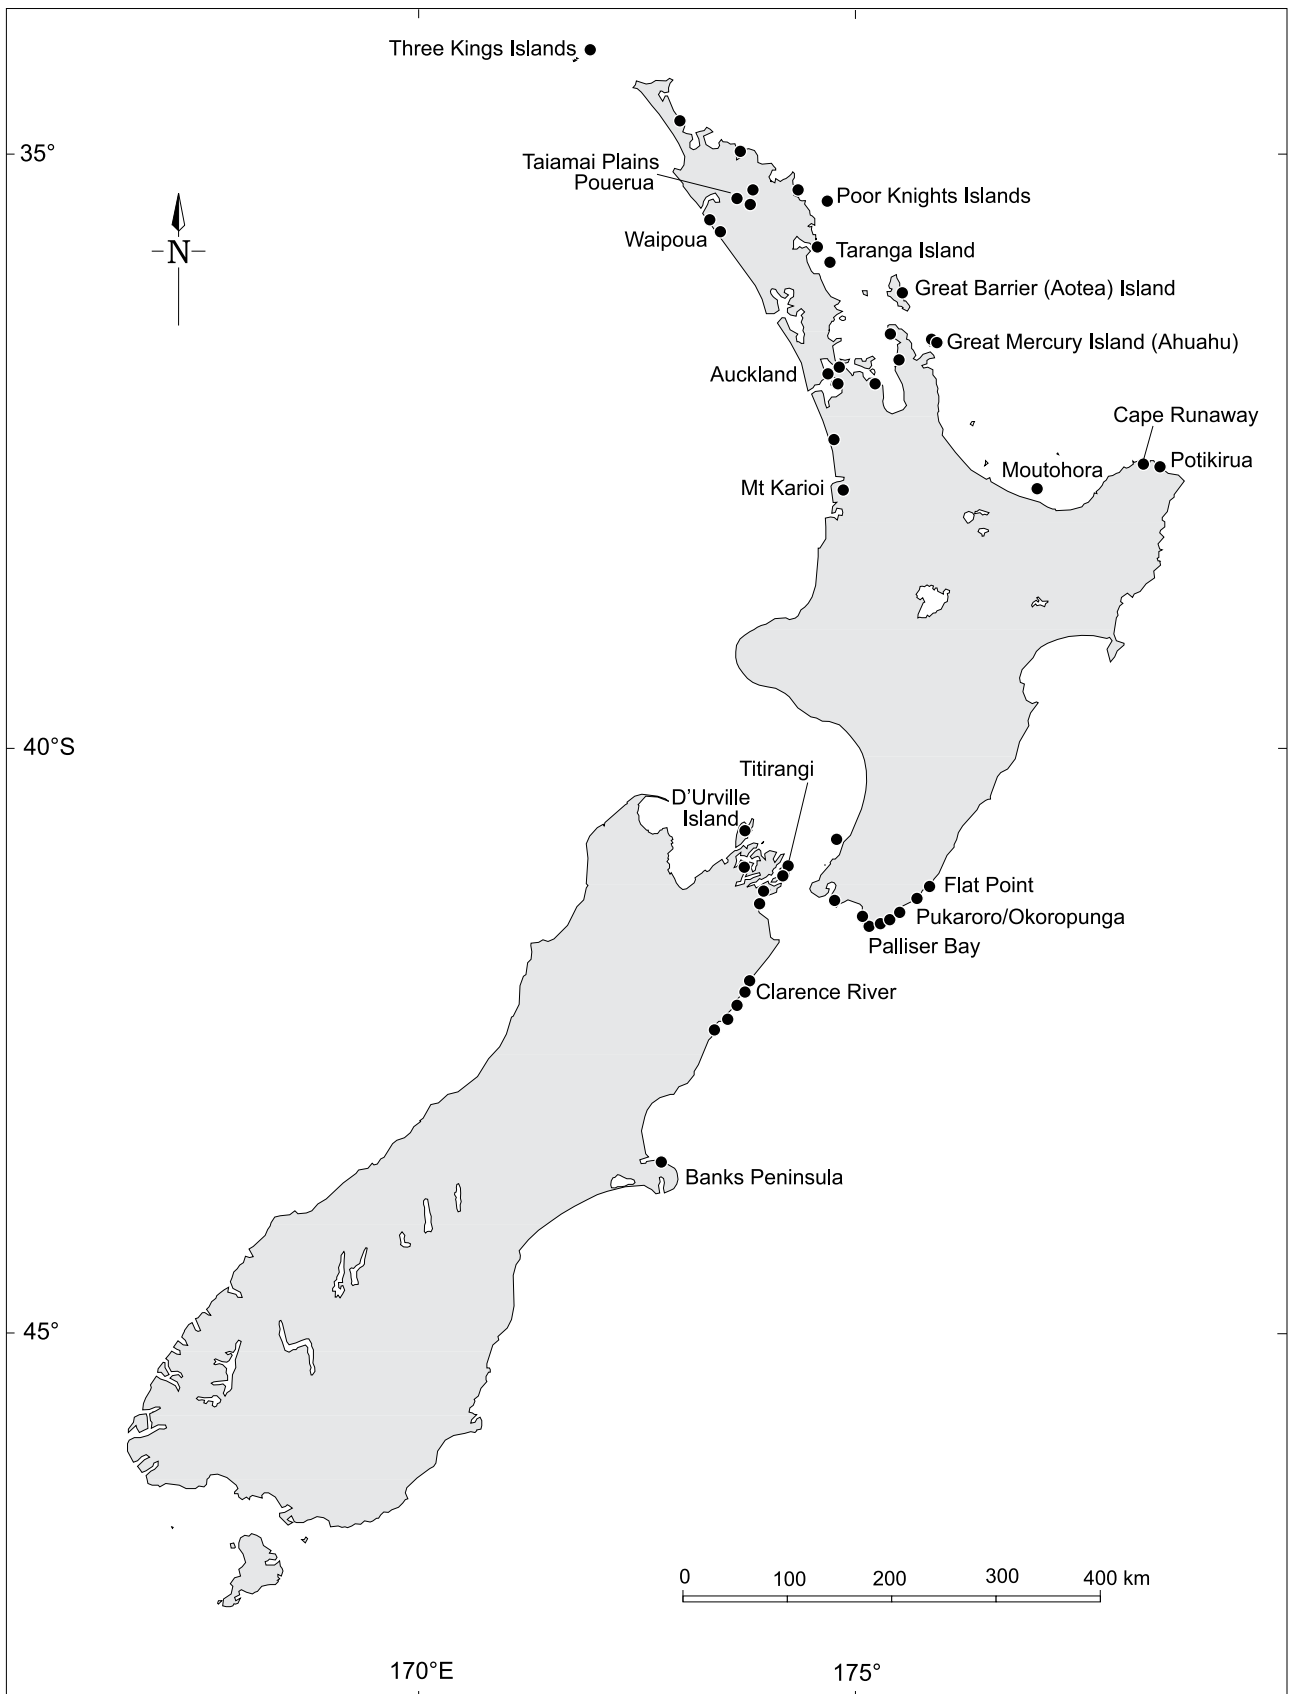 Three Kings Islands
35°
Taiamai Plains
Pouerua
Poor Knights Islands
Waipoua
N
Taranga Island
Great Barrier (Aotea) Island
Great Mercury Island (Ahuahu)
Auckland
Cape Runaway
Moutohora
Potikirua
Mt Karioi
40°S
Titirangi
D'Urville
Island
Flat Point
Pukaroro/Okoropunga
Palliser Bay
Clarence River
Banks Peninsula
45°
0 100 200 300 400 km
170°E
175°